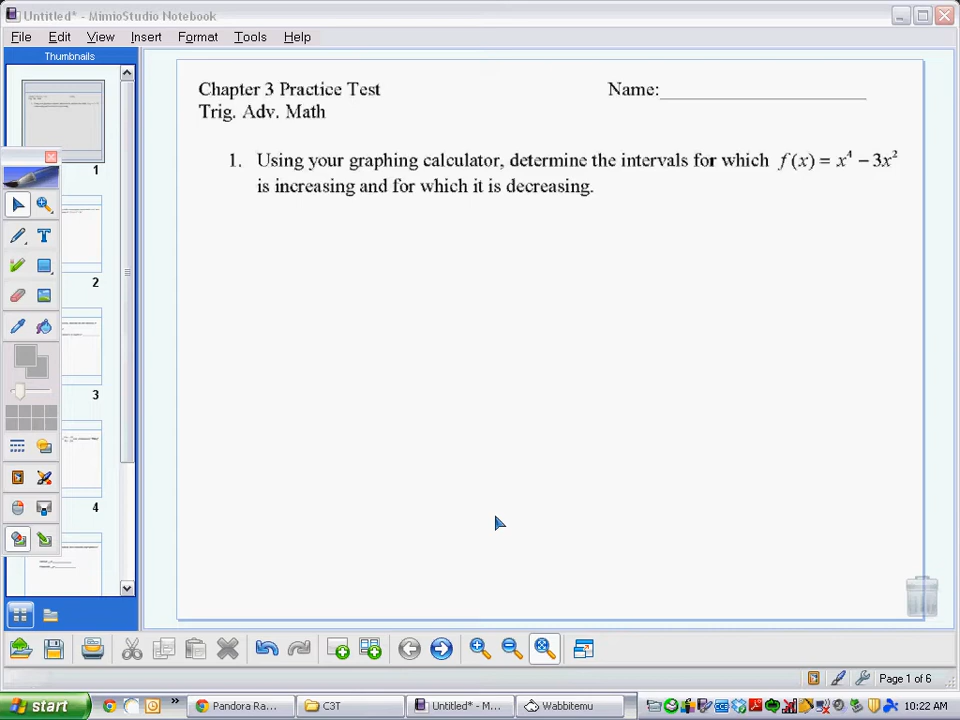 Untitled* - MimioStudio Notebook
File Edit View Insert Format Tools Help
Thumbnails
1
2
3
4
Chapter 3 Practice Test Name:
Trig. Adv. Math
1. Using your graphing calculator, determine the intervals for which f(x) = x⁴ − 3x²
is increasing and for which it is decreasing.
Page 1 of 6
start » Pandora Ra... C3T Untitled* - M... Wabbitemu 10:22 AM